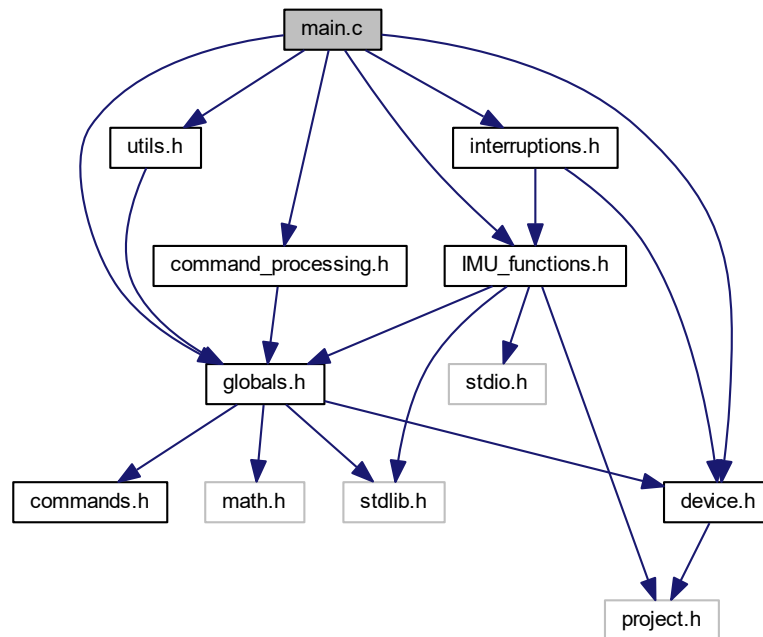 main.c
utils.h
interruptions.h
command_processing.h
IMU_functions.h
globals.h
stdio.h
commands.h
math.h
stdlib.h
device.h
project.h